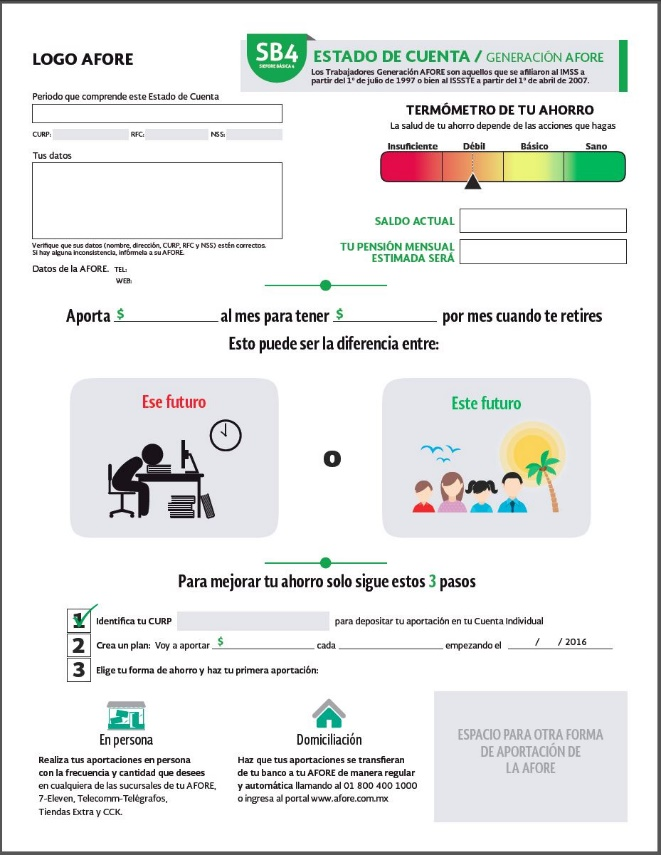 LOGO AFORE
SB4
SIEFORE BÁSICA 4
ESTADO DE CUENTA / GENERACIÓN AFORE
Los Trabajadores Generación AFORE son aquellos que se afiliaron al IMSS a
partir del 1º de julio de 1997 o bien al ISSSTE a partir del 1º de abril de 2007.
Periodo que comprende este Estado de Cuenta
CURP: RFC: NSS:
Tus datos
Verifique que sus datos (nombre, dirección, CURP, RFC y NSS) estén correctos.
Si hay alguna inconsistencia, infórmela a su AFORE.
Datos de la AFORE. TEL:
WEB:
TERMÓMETRO DE TU AHORRO
La salud de tu ahorro depende de las acciones que hagas
Insuficiente Débil Básico Sano
SALDO ACTUAL
TU PENSIÓN MENSUAL
ESTIMADA SERÁ
Aporta $ al mes para tener $ por mes cuando te retires
Esto puede ser la diferencia entre:
Ese futuro
o
Este futuro
Para mejorar tu ahorro solo sigue estos 3 pasos
1 Identifica tu CURP para depositar tu aportación en tu Cuenta Individual
2 Crea un plan: Voy a aportar $ cada empezando el / / 2016
3 Elige tu forma de ahorro y haz tu primera aportación:
En persona
Realiza tus aportaciones en persona
con la frecuencia y cantidad que desees
en cualquiera de las sucursales de tu AFORE,
7-Eleven, Telecomm-Telégrafos,
Tiendas Extra y CCK.
Domiciliación
Haz que tus aportaciones se transfieran
de tu banco a tu AFORE de manera regular
y automática llamando al 01 800 400 1000
o ingresa al portal www.afore.com.mx
ESPACIO PARA OTRA FORMA
DE APORTACIÓN DE
LA AFORE